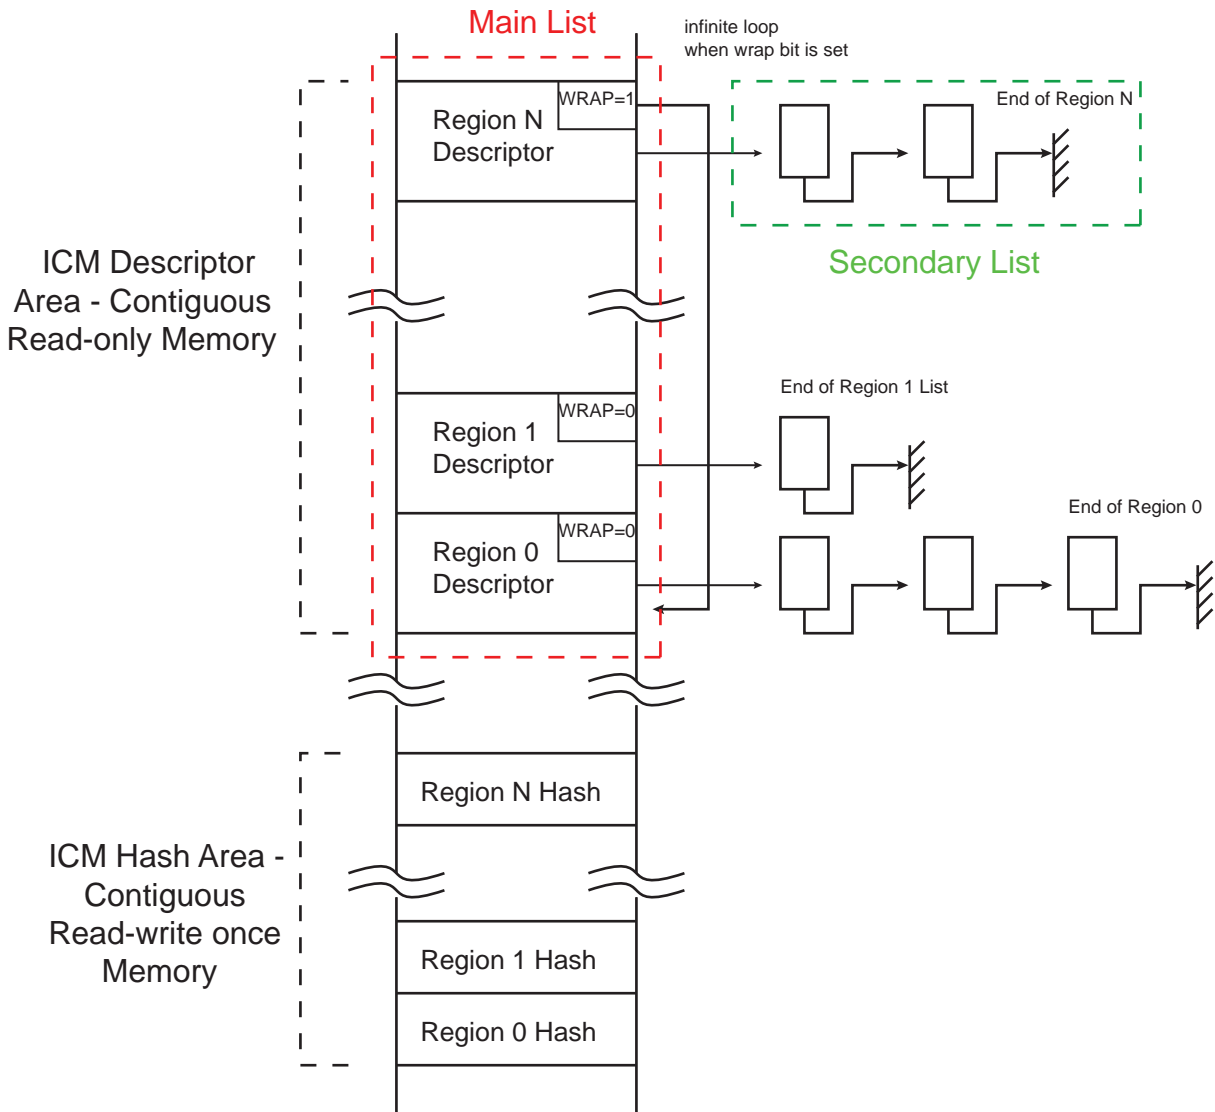 Main List
infinite loop
when wrap bit is set
WRAP=1
Region N
Descriptor
End of Region N
Secondary List
ICM Descriptor
Area - Contiguous
Read-only Memory
End of Region 1 List
WRAP=0
Region 1
Descriptor
End of Region 0
WRAP=0
Region 0
Descriptor
Region N Hash
ICM Hash Area -
Contiguous
Read-write once
Memory
Region 1 Hash
Region 0 Hash